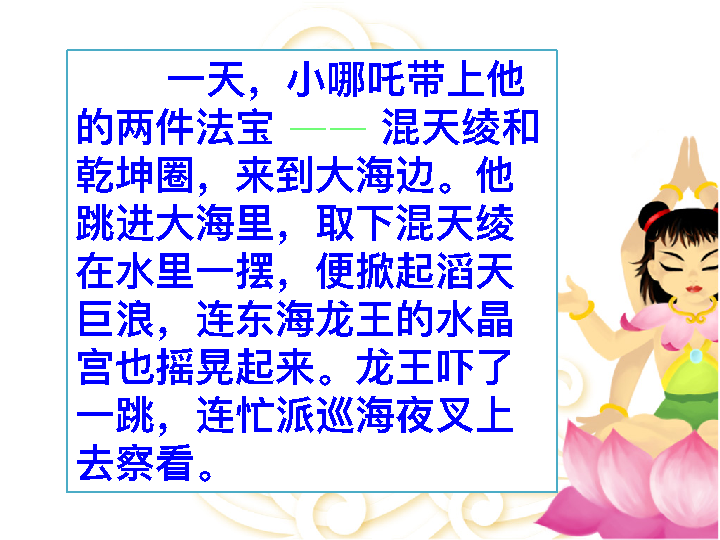 一天，小哪吒带上他
的两件法宝 —— 混天绫和
乾坤圈，来到大海边。他
跳进大海里，取下混天绫
在水里一摆，便掀起滔天
巨浪，连东海龙王的水晶
宫也摇晃起来。龙王吓了
一跳，连忙派巡海夜叉上
去察看。